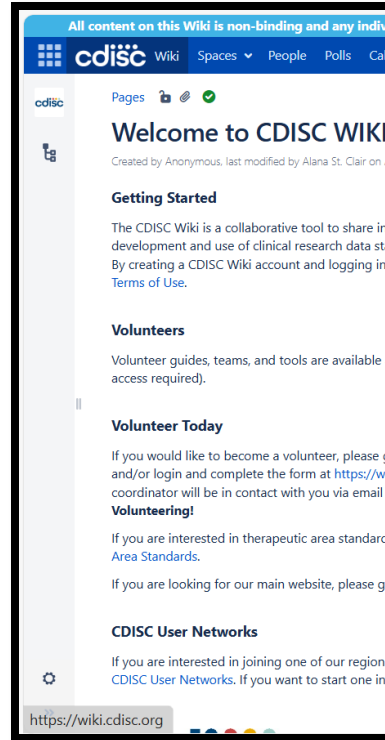 All content on this Wiki is non-binding and any
cdisc Wiki Spaces People Polls
cdisc
Pages
Welcome to CDISC WIKI
Created by Anonymous, last modified by Alana St. Clair on
Getting Started
The CDISC Wiki is a collaborative tool to share
development and use of clinical research data
By creating a CDISC Wiki account and logging in
Terms of Use.
Volunteers
Volunteer guides, teams, and tools are available
access required).
Volunteer Today
If you would like to become a volunteer, please
and/or login and complete the form at https://w
coordinator will be in contact with you via email
Volunteering!
If you are interested in therapeutic area standard
Area Standards.
If you are looking for our main website, please g
CDISC User Networks
If you are interested in joining one of our region
CDISC User Networks. If you want to start one in
https://wiki.cdisc.org